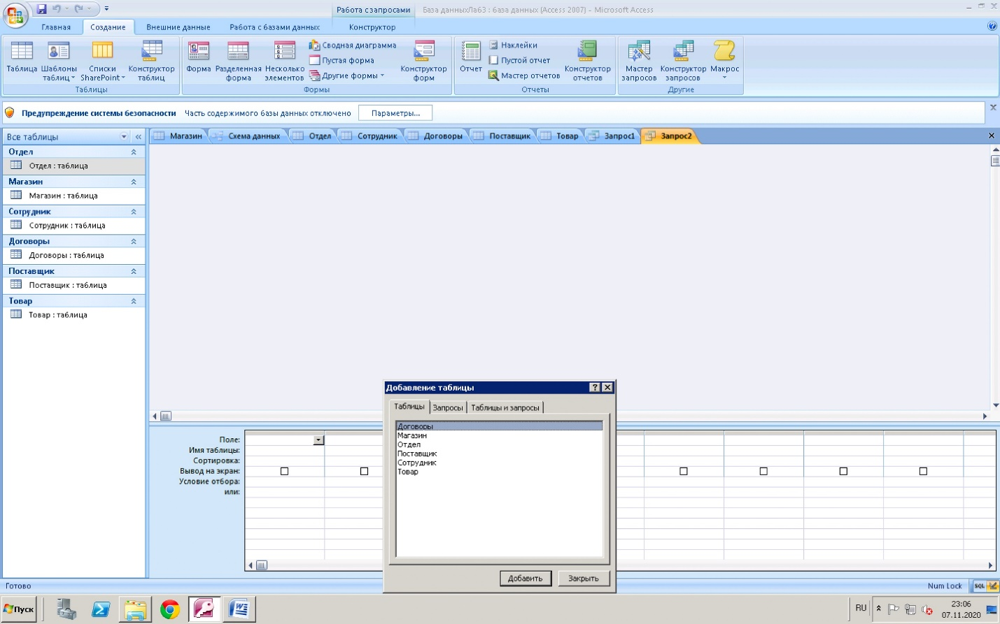 Работа с запросами
База данныхЛаб3 : база данных (Access 2007) - Microsoft Access
Главная
Создание
Внешние данные
Работа с базами данных
Конструктор
Таблица
Шаблоны таблиц
Списки SharePoint
Конструктор таблиц
Таблицы
Форма
Разделенная форма
Несколько элементов
Сводная диаграмма
Пустая форма
Другие формы
Конструктор форм
Формы
Отчет
Наклейки
Пустой отчет
Мастер отчетов
Конструктор отчетов
Отчеты
Мастер запросов
Конструктор запросов
Макрос
Другие
Предупреждение системы безопасности
Часть содержимого базы данных отключено
Параметры...
Все таблицы
Отдел
Отдел : таблица
Магазин
Магазин : таблица
Сотрудник
Сотрудник : таблица
Договоры
Договоры : таблица
Поставщик
Поставщик : таблица
Товар
Товар : таблица
Магазин
Схема данных
Отдел
Сотрудник
Договоры
Поставщик
Товар
Запрос1
Запрос2
Поле:
Имя таблицы:
Сортировка:
Вывод на экран:
Условие отбора:
или:
Добавление таблицы
Таблицы
Запросы
Таблицы и запросы
Договоры
Магазин
Отдел
Поставщик
Сотрудник
Товар
Добавить
Закрыть
Готово
Num Lock
SQL
Пуск
RU
23:06
07.11.2020